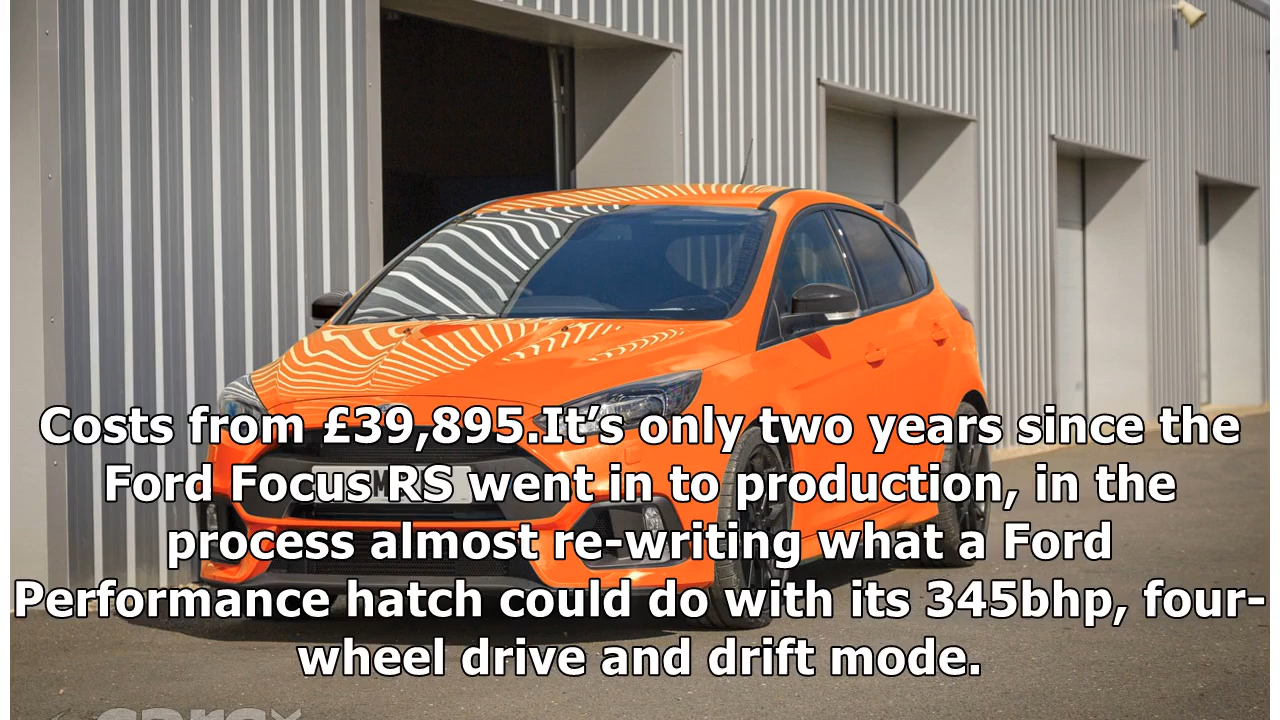 Costs from £39,895.It’s only two years since the
Ford Focus RS went in to production, in the
process almost re-writing what a Ford
Performance hatch could do with its 345bhp, four-
wheel drive and drift mode.